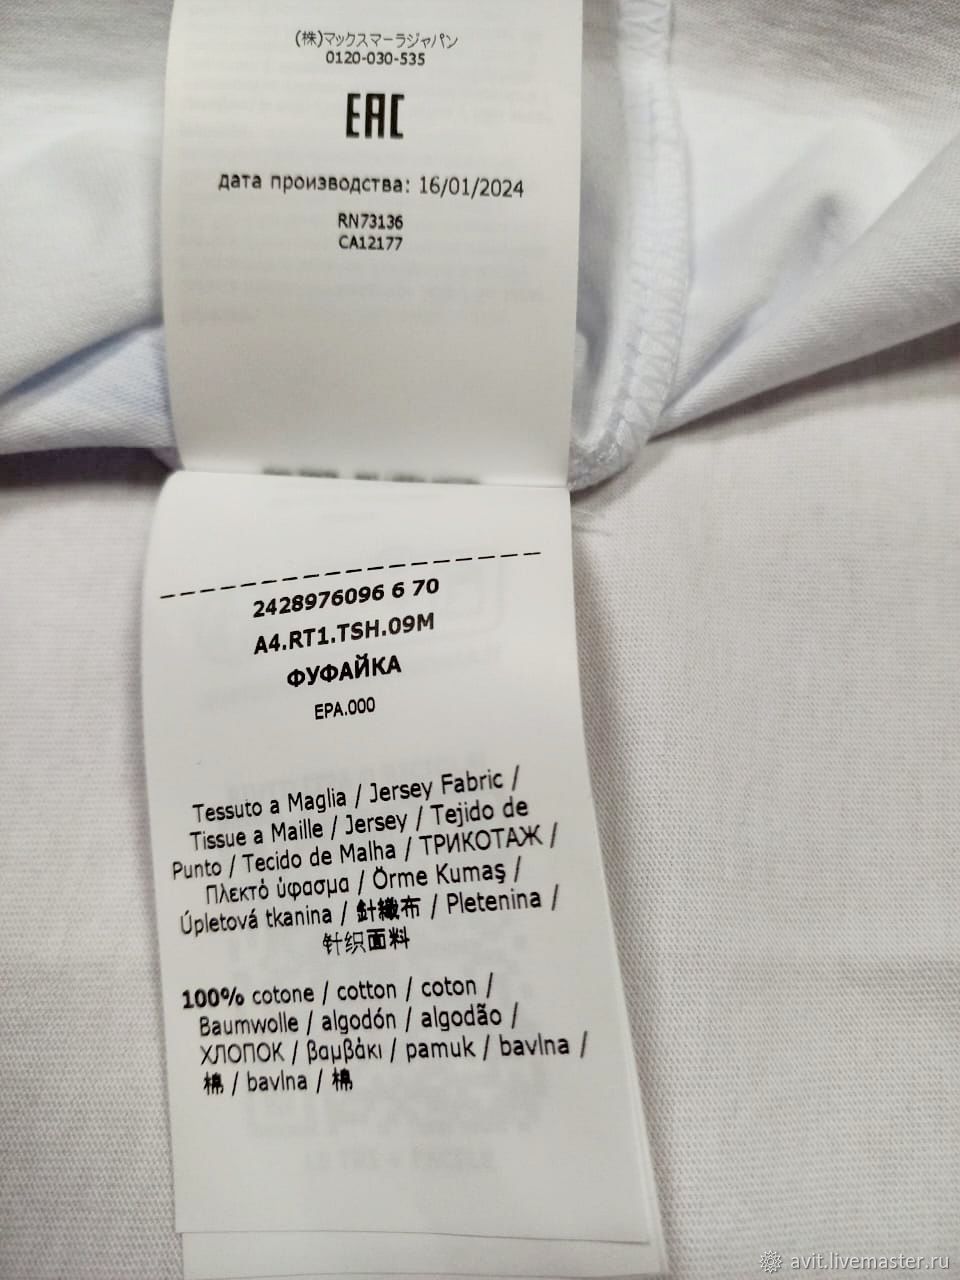 (株)マックスマーラジャパン
0120-030-535
EAC
дата производства: 16/01/2024
RN73136
CA12177
2428976096 6 70
A4.RT1.TSH.09M
ФУФАЙКА
EPA.000
Tessuto a Maglia / Jersey Fabric /
Tissue a Maille / Jersey / Tejido de
Punto / Tecido de Malha / ТРИКОТАЖ /
Πλεκτό ύφασμα / Örme Kumaş /
Úpletová tkanina / 針織布 / Pletenina /
针织面料
100% cotone / cotton / coton /
Baumwolle / algodón / algodão /
ХЛОПОК / βαμβάκι / pamuk / bavlna /
棉 / bavlna / 棉
avit.livemaster.ru